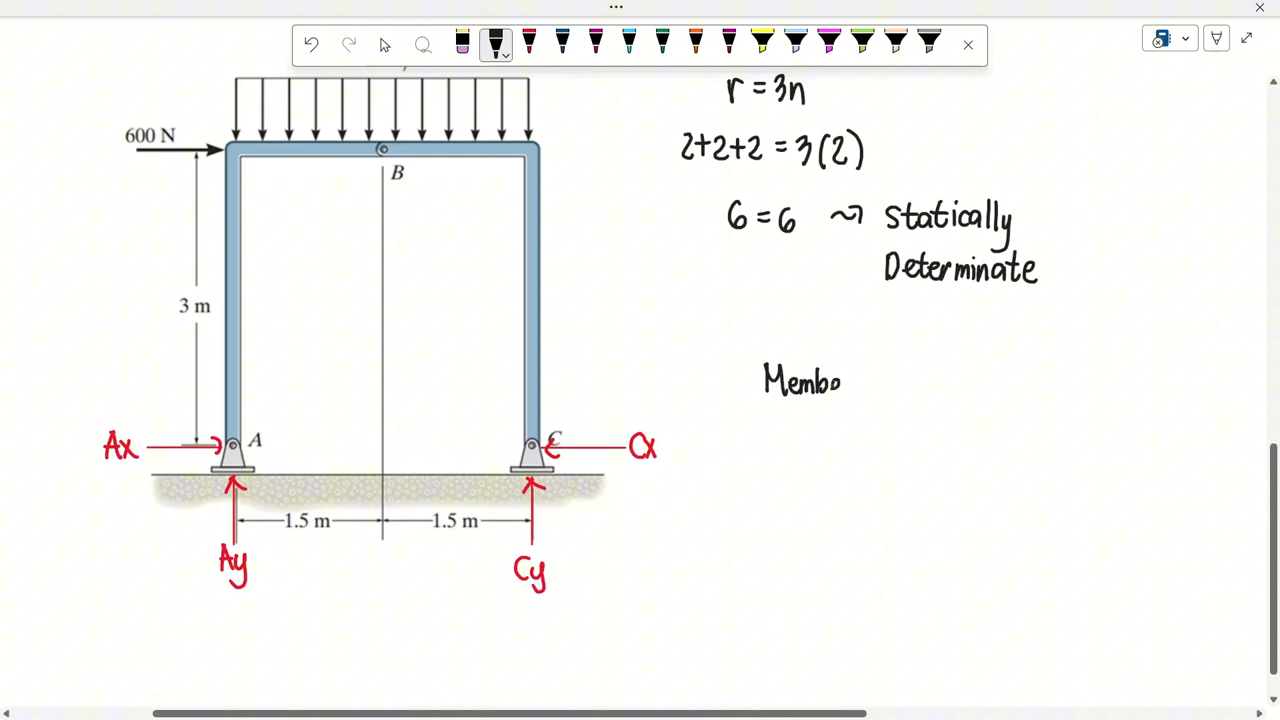 600 N
B
3 m
A
C
Ax
Cx
1.5 m
1.5 m
Ay
Cy
r = 3n
2+2+2 = 3(2)
6 = 6 ⤳ Statically
Determinate
Membo